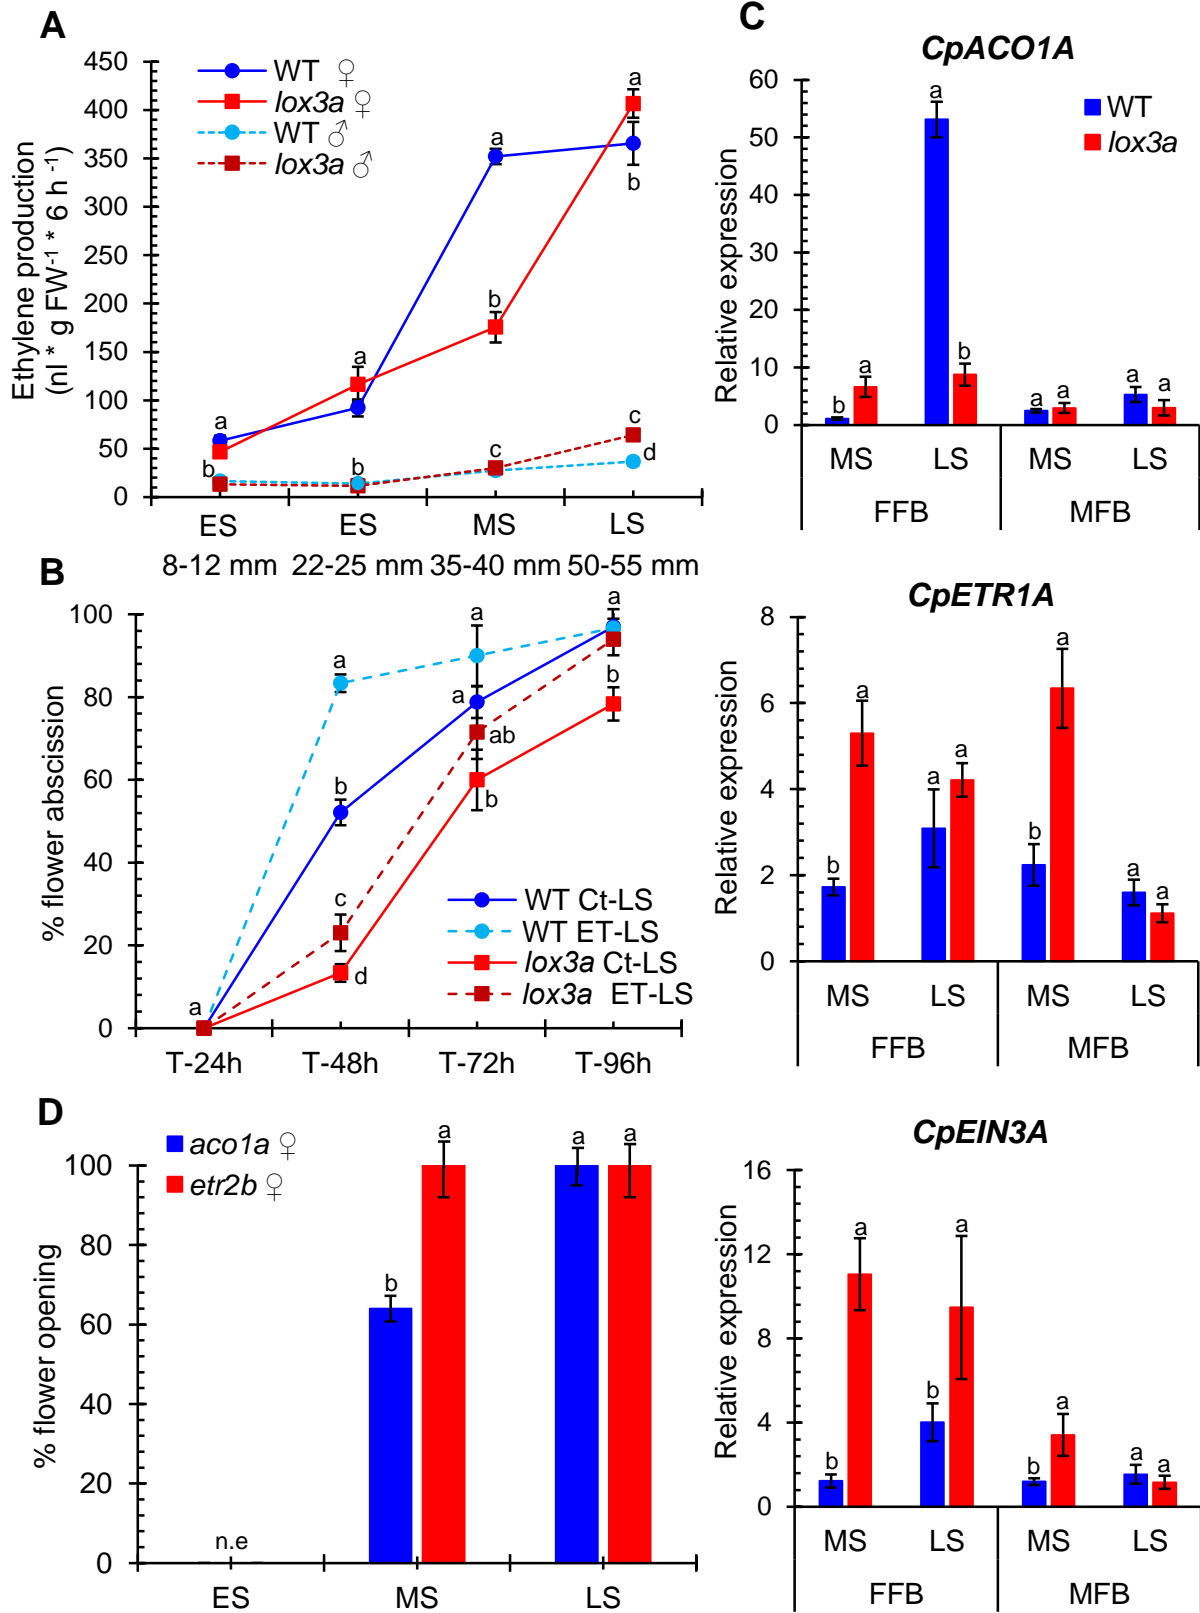 A
450
400
350
300
250
200
150
100
50
0
Ethylene production
(nl * g FW⁻¹ * 6 h ⁻¹)
WT ♀
lox3a ♀
WT ♂
lox3a ♂
a
b
a
b
a
b
c
a
b
c
d
ES ES MS LS
8-12 mm 22-25 mm 35-40 mm 50-55 mm
B
100
80
60
40
20
0
% flower abscission
a
a
b
c
d
a
a
ab
b
a
b
WT Ct-LS
WT ET-LS
lox3a Ct-LS
lox3a ET-LS
T-24h T-48h T-72h T-96h
D
aco1a ♀
etr2b ♀
100
80
60
40
20
0
% flower opening
n.e
b a a a
ES MS LS
C
CpACO1A
60
50
40
30
20
10
0
Relative expression
WT
lox3a
b a a b a a a a
MS LS MS LS
FFB MFB
CpETR1A
8
6
4
2
0
Relative expression
b a a a b a a a
MS LS MS LS
FFB MFB
CpEIN3A
16
12
8
4
0
Relative expression
b a b a b a a a
MS LS MS LS
FFB MFB